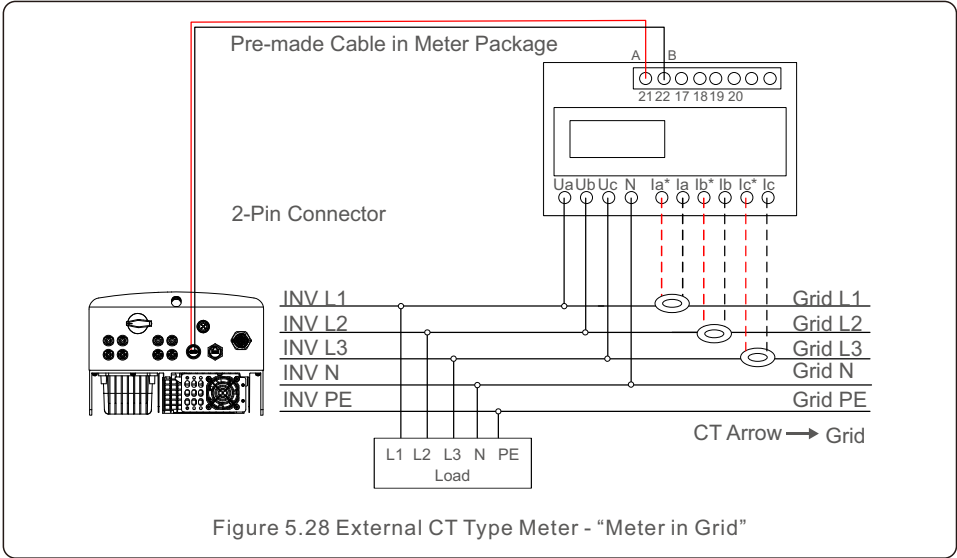 Pre-made Cable in Meter Package
A B
21 22 17 18 19 20
Ua Ub Uc N Ia* Ia Ib* Ib Ic* Ic
2-Pin Connector
INV L1 Grid L1
INV L2 Grid L2
INV L3 Grid L3
INV N Grid N
INV PE Grid PE
CT Arrow → Grid
L1 L2 L3 N PE
Load
Figure 5.28 External CT Type Meter - “Meter in Grid”